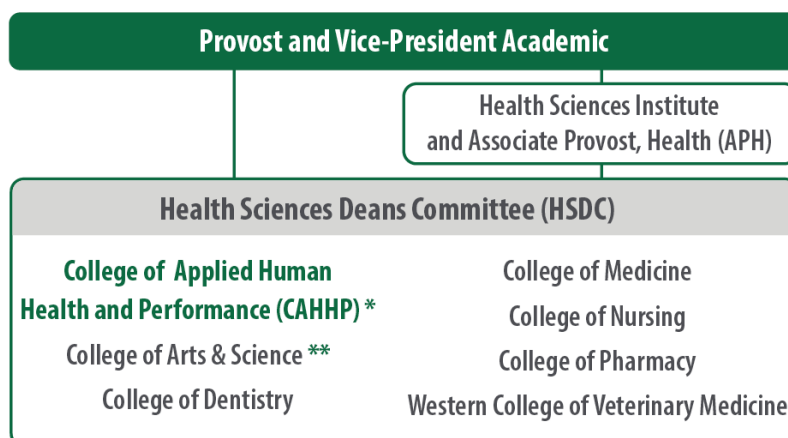 Provost and Vice-President Academic
Health Sciences Institute
and Associate Provost, Health (APH)
Health Sciences Deans Committee (HSDC)
College of Applied Human
Health and Performance (CAHHP) *
College of Arts & Science **
College of Dentistry
College of Medicine
College of Nursing
College of Pharmacy
Western College of Veterinary Medicine